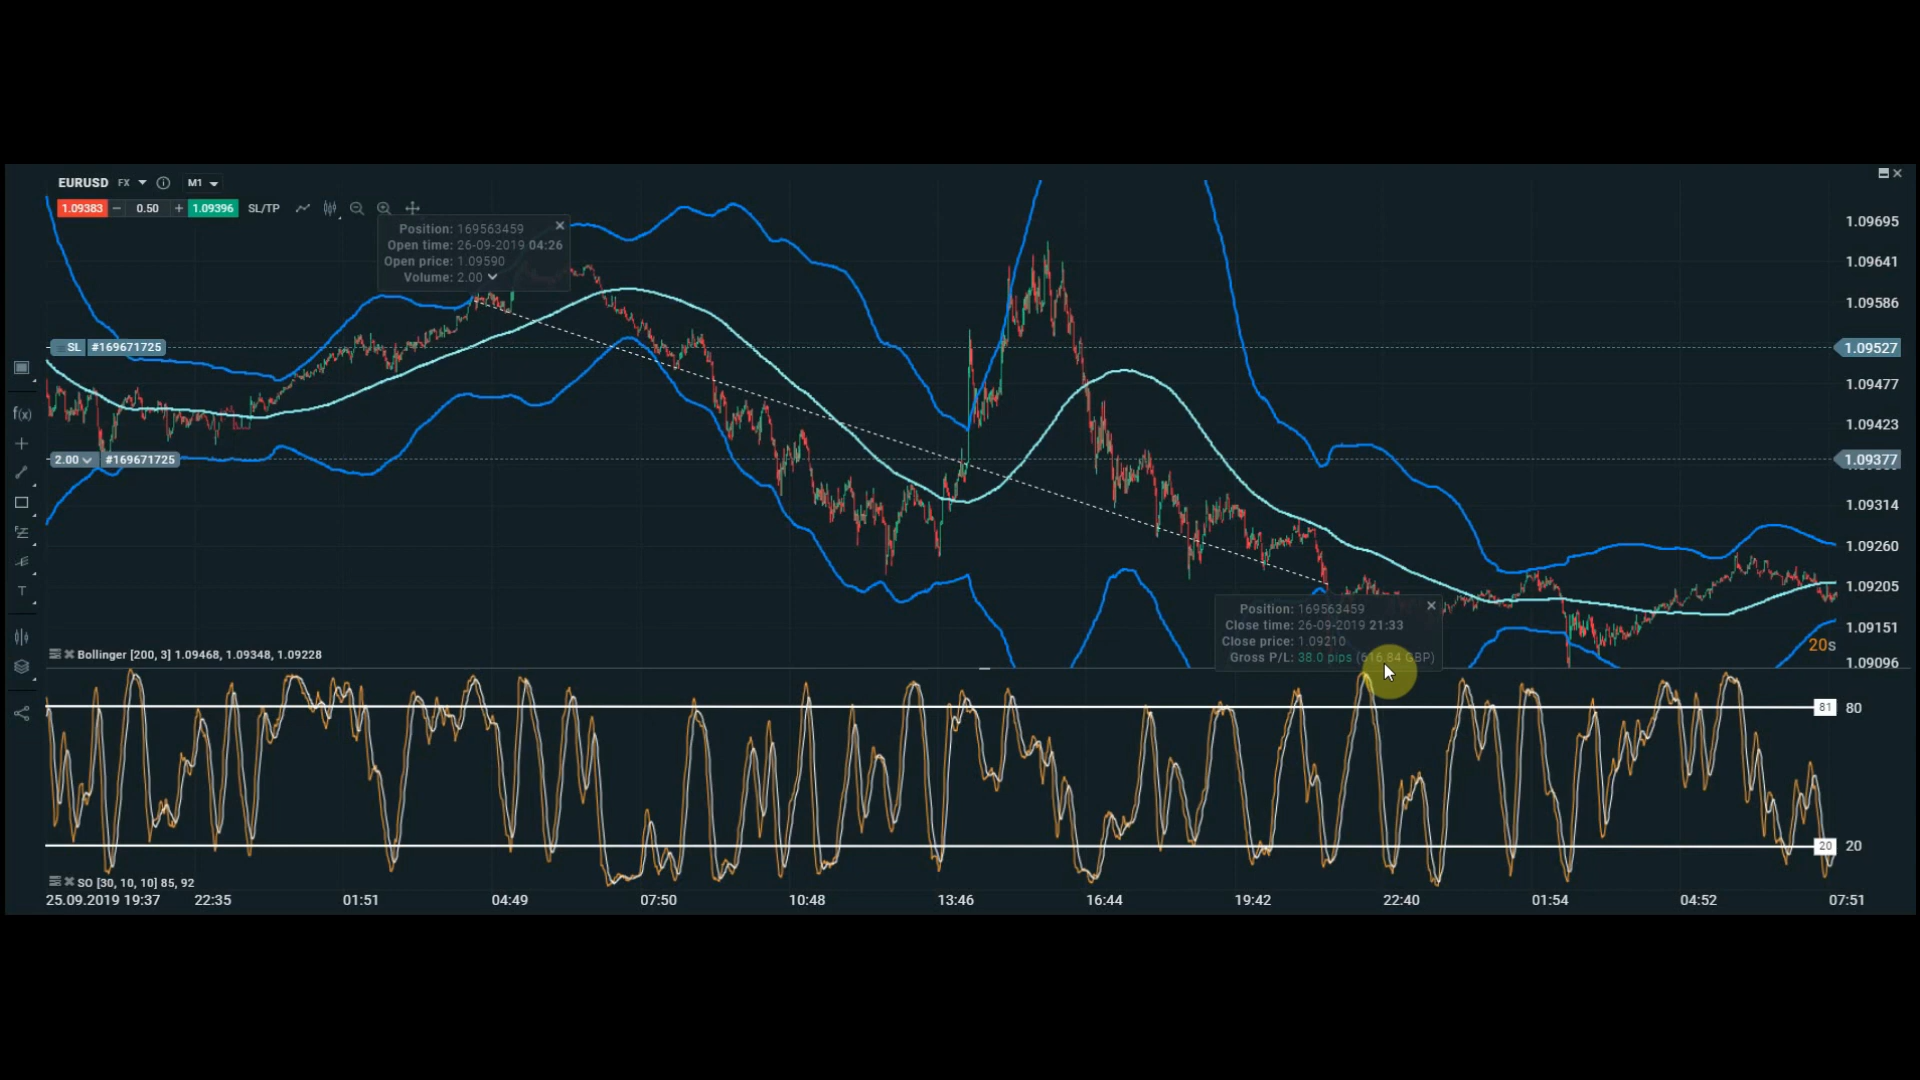 EURUSD FX M1
1.09383 − 0.50 + 1.09396 SL/TP
Position: 169563459
Open time: 26-09-2019 04:26
Open price: 1.09590
Volume: 2.00
SL #169671725
2.00 #169671725
f(x)
T
1.09695
1.09641
1.09586
1.09527
1.09477
1.09423
1.09377
1.09314
1.09260
1.09205
1.09151
20s
1.09096
Position: 169563459
Close time: 26-09-2019 21:33
Close price: 1.09210
Gross P/L: 38.0 pips (616.84 GBP)
Bollinger [200, 3] 1.09468, 1.09348, 1.09228
81 80
20 20
SO [30, 10, 10] 85, 92
25.09.2019 19:37 22:35 01:51 04:49 07:50 10:48 13:46 16:44 19:42 22:40 01:54 04:52 07:51